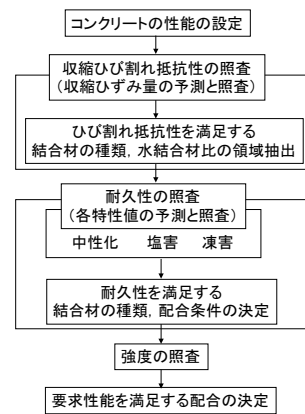 コンクリートの性能の設定
収縮ひび割れ抵抗性の照査
(収縮ひずみ量の予測と照査)
ひび割れ抵抗性を満足する
結合材の種類, 水結合材比の領域抽出
耐久性の照査
(各特性値の予測と照査)
中性化 塩害 凍害
耐久性を満足する
結合材の種類, 配合条件の決定
強度の照査
要求性能を満足する配合の決定